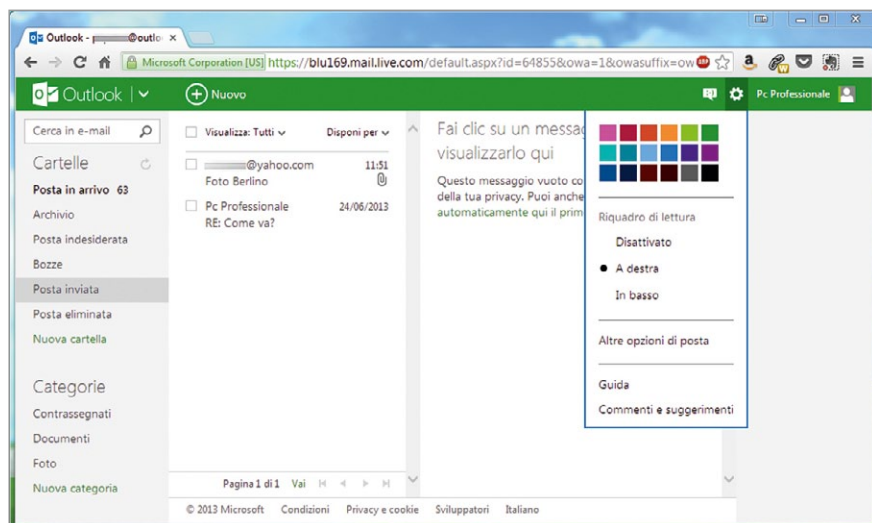 Outlook -
@outlo
Microsoft Corporation [US] https://blu169.mail.live.com/default.aspx?id=64855&owa=1&owasuffix=ow
Outlook
Nuovo
Pc Professionale
Cerca in e-mail
Cartelle
Posta in arrivo 63
Archivio
Posta indesiderata
Bozze
Posta inviata
Posta eliminata
Nuova cartella
Categorie
Contrassegnati
Documenti
Foto
Nuova categoria
Visualizza: Tutti
Disponi per
@yahoo.com 11:51
Foto Berlino
Pc Professionale 24/06/2013
RE: Come va?
Pagina 1 di 1 Vai
Fai clic su un messag
visualizzarlo qui
Questo messaggio vuoto co
della tua privacy. Puoi anche
automaticamente qui il prim
Riquadro di lettura
Disattivato
A destra
In basso
Altre opzioni di posta
Guida
Commenti e suggerimenti
© 2013 Microsoft Condizioni Privacy e cookie Sviluppatori Italiano